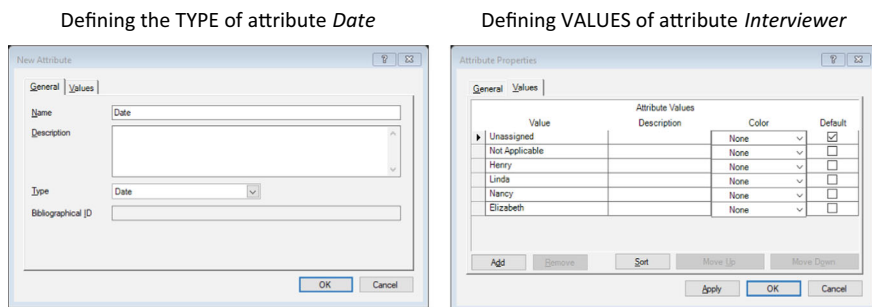 Defining the TYPE of attribute Date
New Attribute
General Values
Name Date
Description
Type Date
Bibliographical ID
OK Cancel
Defining VALUES of attribute Interviewer
Attribute Properties
General Values
Attribute Values
Value Description Color Default
Unassigned None
Not Applicable None
Henry None
Linda None
Nancy None
Elizabeth None
Add Remove Sort Move Up Move Down
Apply OK Cancel